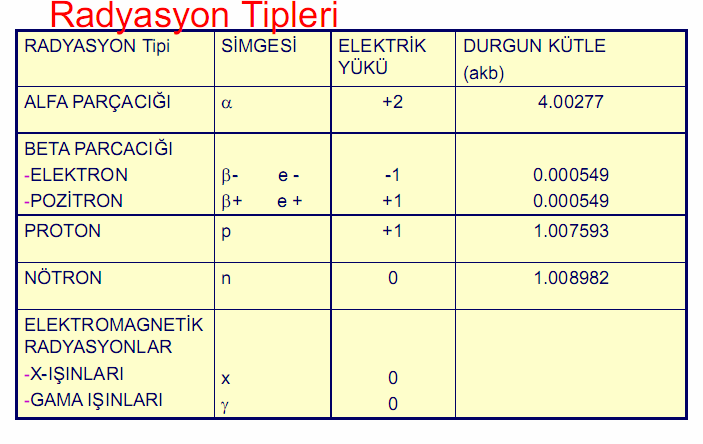 Radyasyon Tipleri
RADYASYON Tipi SİMGESİ ELEKTRİK YÜKÜ DURGUN KÜTLE (akb)
ALFA PARÇACIĞI α +2 4.00277
BETA PARCACIĞI
-ELEKTRON β- e - -1 0.000549
-POZİTRON β+ e + +1 0.000549
PROTON p +1 1.007593
NÖTRON n 0 1.008982
ELEKTROMAGNETİK
RADYASYONLAR
-X-IŞINLARI x 0
-GAMA IŞINLARI γ 0